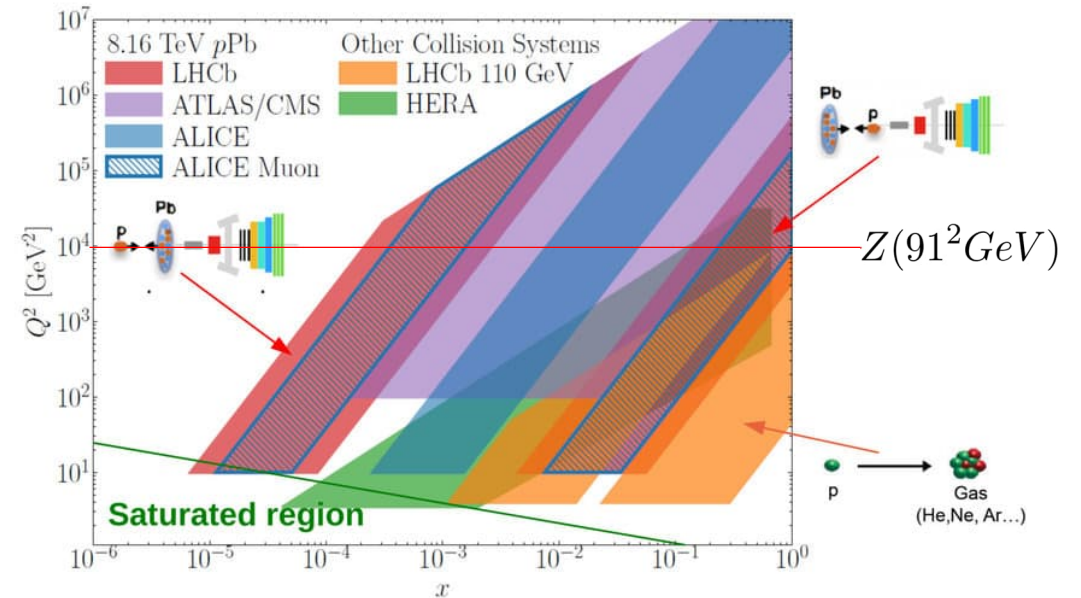 8.16 TeV pPb
LHCb
ATLAS/CMS
ALICE
ALICE Muon
Other Collision Systems
LHCb 110 GeV
HERA
10⁷
10⁶
10⁵
10⁴
10³
10²
10¹
Q² [GeV²]
p
Pb
Pb
p
Z(91²GeV)
p
Gas
(He,Ne, Ar...)
Saturated region
10⁻⁶
10⁻⁵
10⁻⁴
10⁻³
10⁻²
10⁻¹
10⁰
x